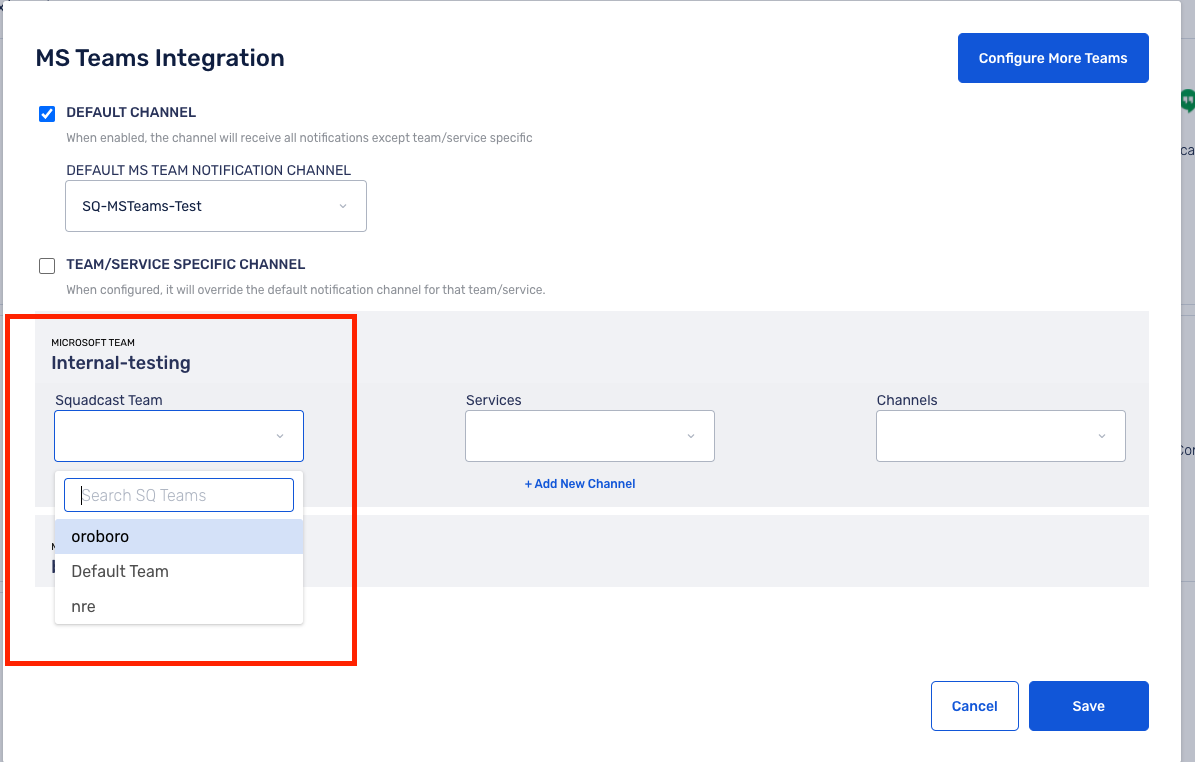 MS Teams Integration
Configure More Teams
DEFAULT CHANNEL
When enabled, the channel will receive all notifications except team/service specific
DEFAULT MS TEAM NOTIFICATION CHANNEL
SQ-MSTeams-Test
TEAM/SERVICE SPECIFIC CHANNEL
When configured, it will override the default notification channel for that team/service.
MICROSOFT TEAM
Internal-testing
Squadcast Team
Services
Channels
+ Add New Channel
Search SQ Teams
oroboro
Default Team
nre
Cancel
Save